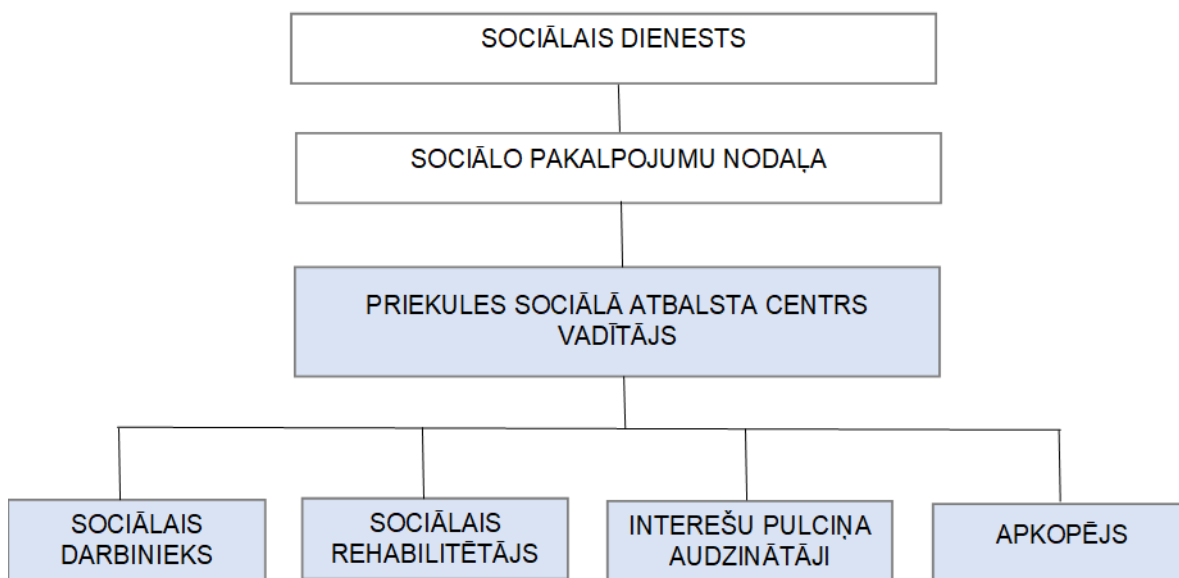 SOCIĀLAIS DIENESTS
SOCIĀLO PAKALPOJUMU NODAĻA
PRIEKULES SOCIĀLĀ ATBALSTA CENTRS
VADĪTĀJS
SOCIĀLAIS
DARBINIEKS
SOCIĀLAIS
REHABILITĒTĀJS
INTEREŠU PULCIŅA
AUDZINĀTĀJI
APKOPĒJS